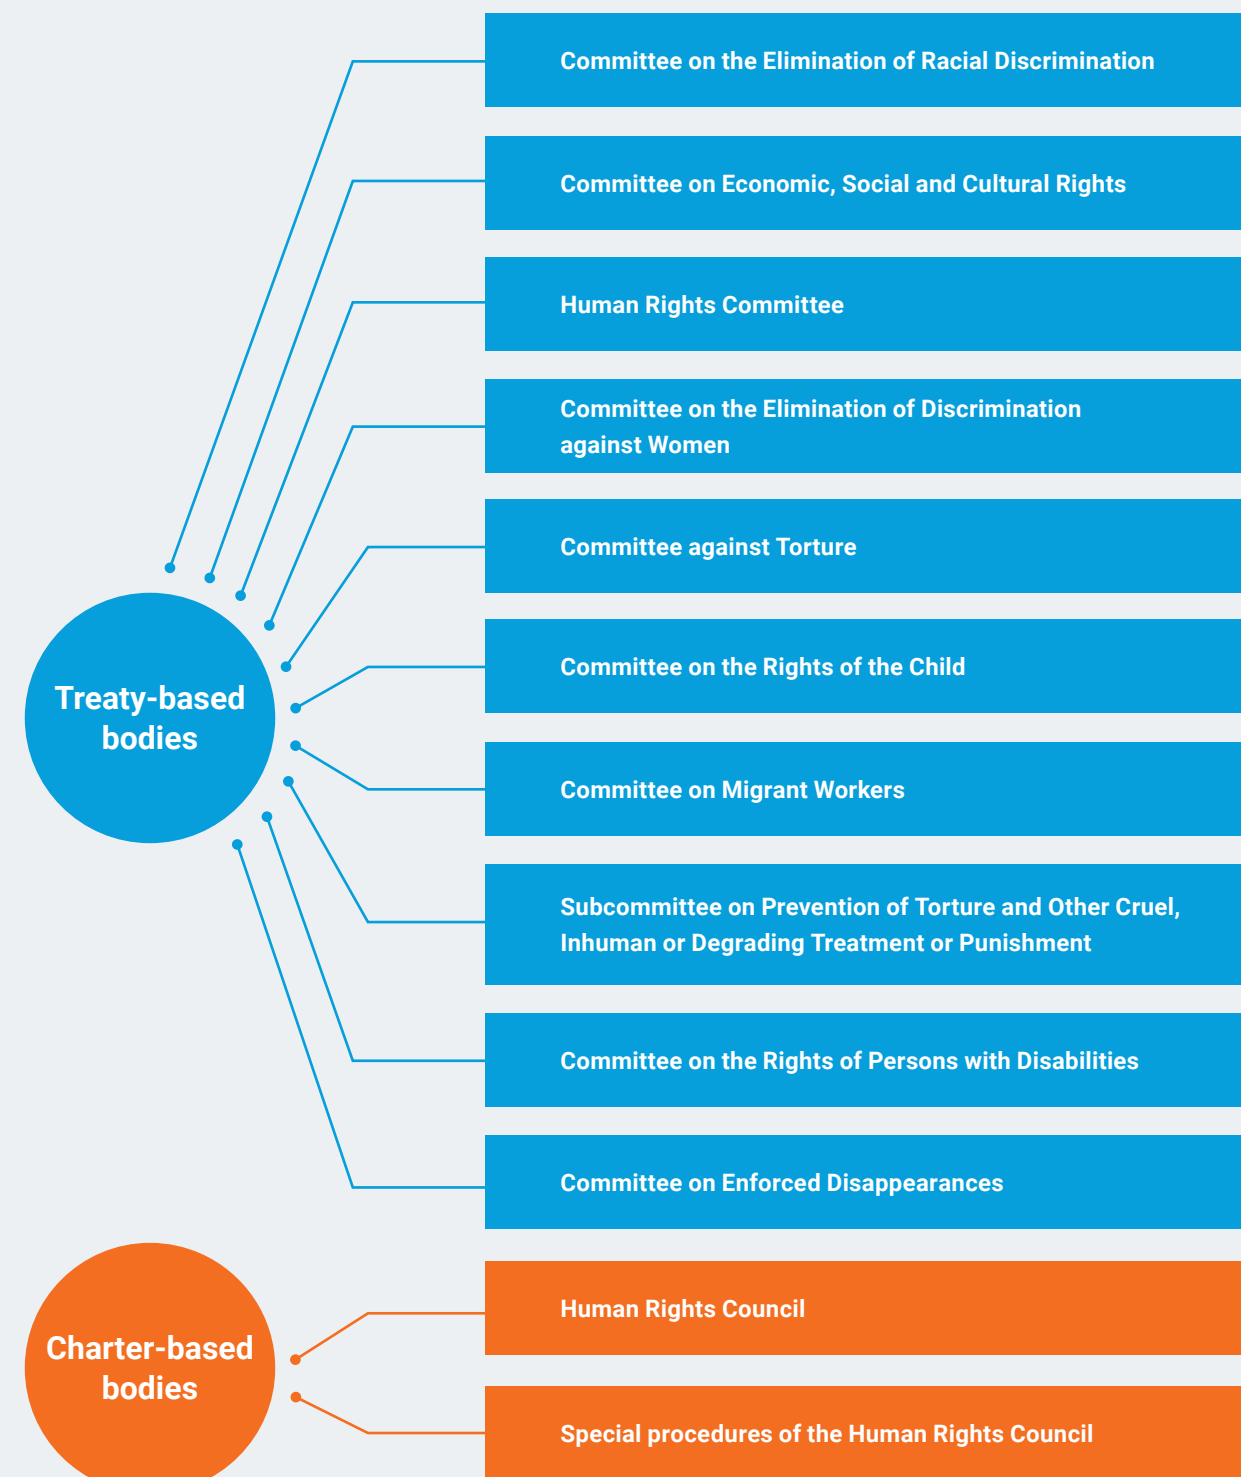 Committee on the Elimination of Racial Discrimination
Committee on Economic, Social and Cultural Rights
Human Rights Committee
Committee on the Elimination of Discrimination
against Women
Committee against Torture
Committee on the Rights of the Child
Treaty-based
bodies
Committee on Migrant Workers
Subcommittee on Prevention of Torture and Other Cruel,
Inhuman or Degrading Treatment or Punishment
Committee on the Rights of Persons with Disabilities
Committee on Enforced Disappearances
Human Rights Council
Charter-based
bodies
Special procedures of the Human Rights Council